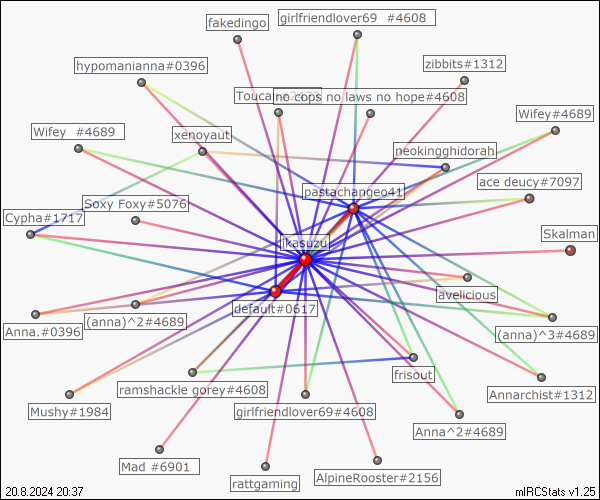 fakedingo
girlfriendlover69 #4608
hypomanianna#0396
zibbits#1312
Toucan
no cops no laws no hope#4608
Wifey#4689
Wifey #4689
xenoyaut
neokingghidorah
pastachangeo41
ace deucy#7097
Soxy Foxy#5076
Cypha#1717
Skalman
ikasuzu
avelicious
default#0617
Anna.#0396
(anna)^2#4689
(anna)^3#4689
frisout
ramshackle gorey#4608
Annarchist#1312
Mushy#1984
girlfriendlover69#4608
Anna^2#4689
Mad #6901
rattgaming
AlpineRooster#2156
20.8.2024 20:37
mIRCStats v1.25